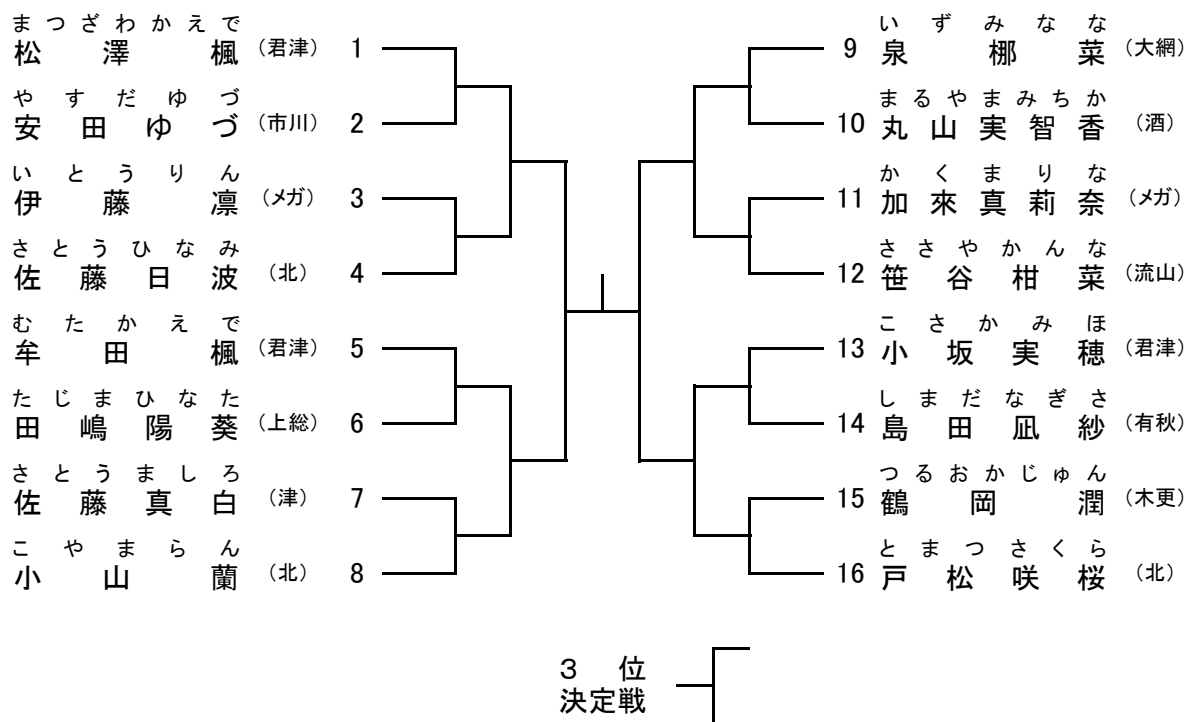 まつざわかえで
松澤楓（君津）1
やすだゆづ
安田ゆづ（市川）2
いとうりん
伊藤凛（メガ）3
さとうひなみ
佐藤日波（北）4
むたかえで
牟田楓（君津）5
たじまひなた
田嶋陽葵（上総）6
さとうましろ
佐藤真白（津）7
こやまらん
小山蘭（北）8
いずみなな
9 泉梛菜（大網）
まるやまみちか
10 丸山実智香（酒）
かくまりな
11 加來真莉奈（メガ）
ささやかんな
12 笹谷柑菜（流山）
こさかみほ
13 小坂実穂（君津）
しまだなぎさ
14 島田凪紗（有秋）
つるおかじゅん
15 鶴岡潤（木更）
とまつさくら
16 戸松咲桜（北）
３位
決定戦